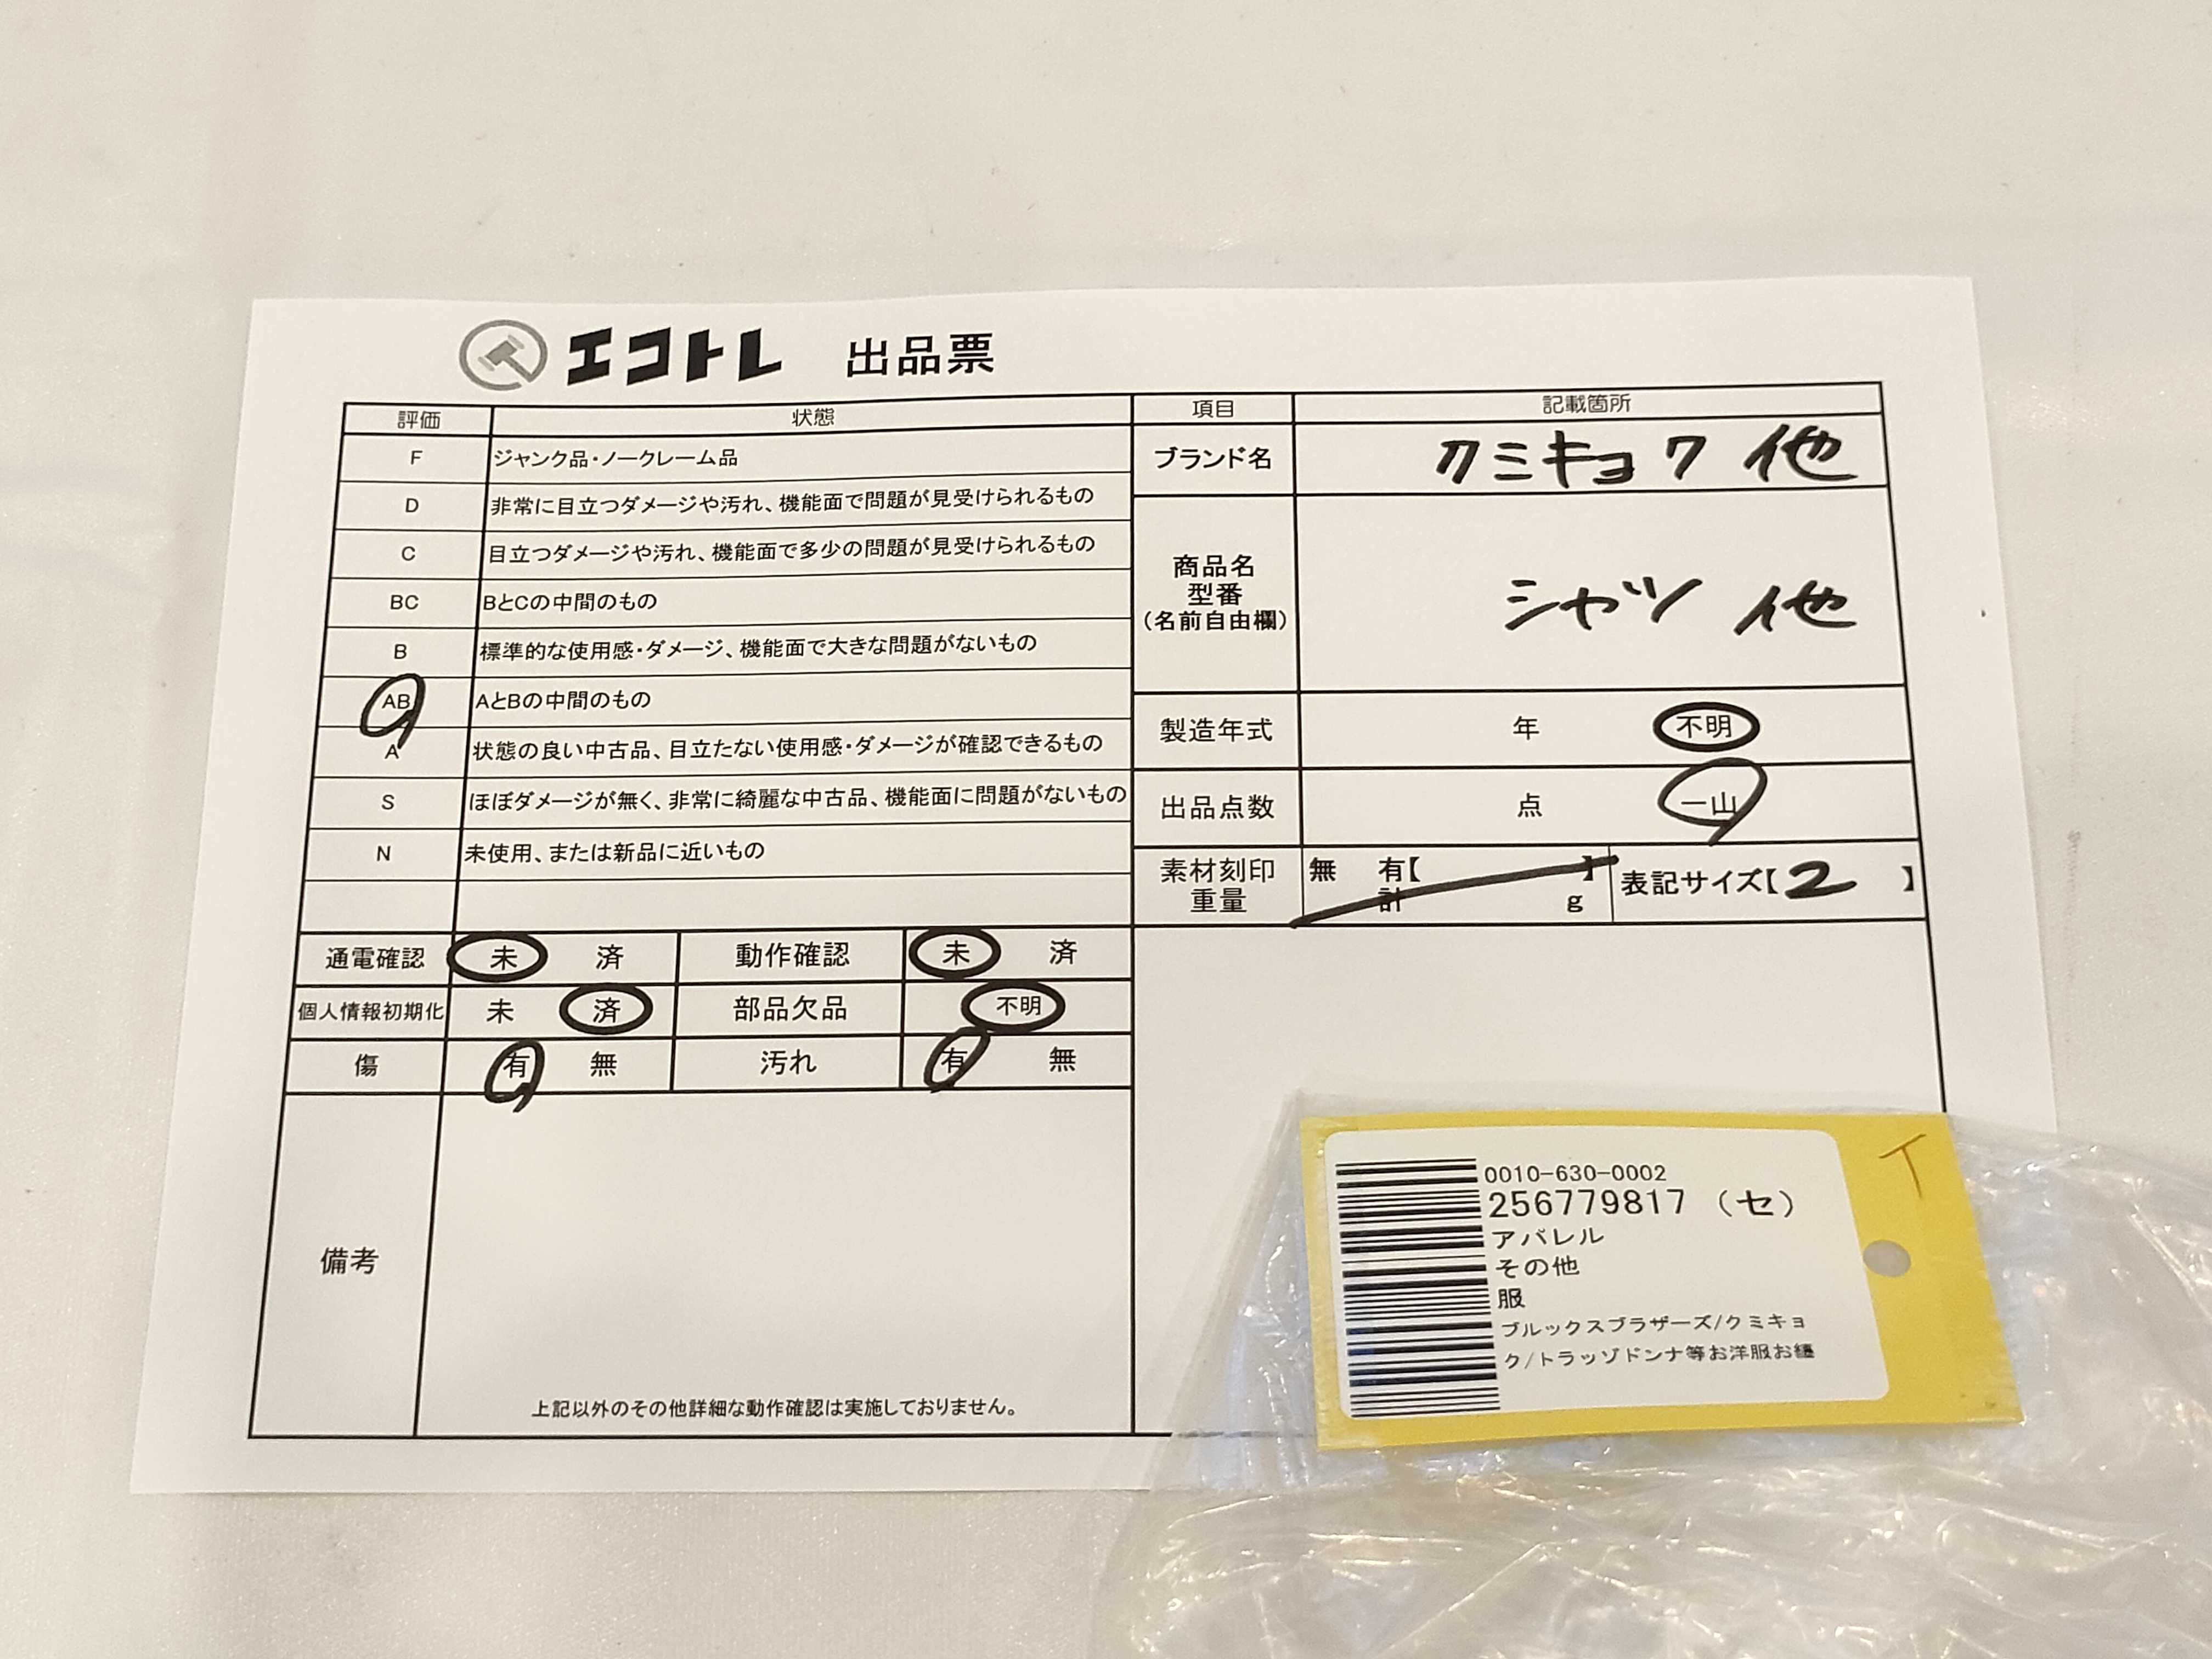 エコトレ 出品票
評価 状態
F ジャンク品・ノークレーム品
D 非常に目立つダメージや汚れ、機能面で問題が見受けられるもの
C 目立つダメージや汚れ、機能面で多少の問題が見受けられるもの
BC BとCの中間のもの
B 標準的な使用感・ダメージ、機能面で大きな問題がないもの
AB AとBの中間のもの
A 状態の良い中古品、目立たない使用感・ダメージが確認できるもの
S ほぼダメージが無く、非常に綺麗な中古品、機能面に問題がないもの
N 未使用、または新品に近いもの
通電確認 未 済 動作確認 未 済
個人情報初期化 未 済 部品欠品 不明
傷 有 無 汚れ 有 無
備考
上記以外のその他詳細な動作確認は実施しておりません。
項目 記載箇所
ブランド名 クミキョク 他
商品名
型番
(名前自由欄)
シャツ 他
製造年式 年 不明
出品点数 点 一山
素材刻印 無 有【 】
重量 計 g
表記サイズ【2 】
0010-630-0002
256779817 (セ)
アパレル
その他
服
ブルックスブラザーズ/クミキョ
ク/トラッゾドンナ等お洋服お纏
T